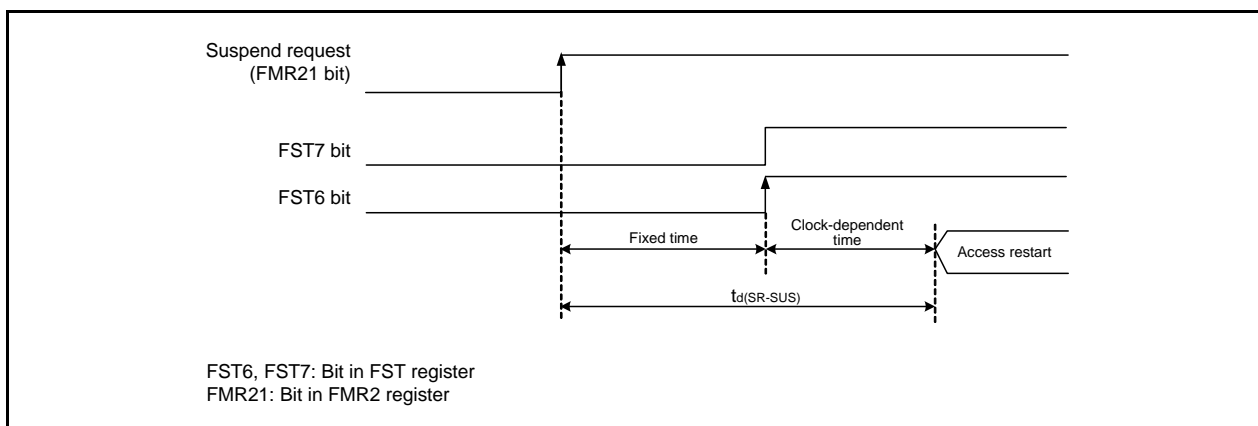 Suspend request
(FMR21 bit)
FST7 bit
FST6 bit
Fixed time
Clock-dependent
time
Access restart
td(SR-SUS)
FST6, FST7: Bit in FST register
FMR21: Bit in FMR2 register